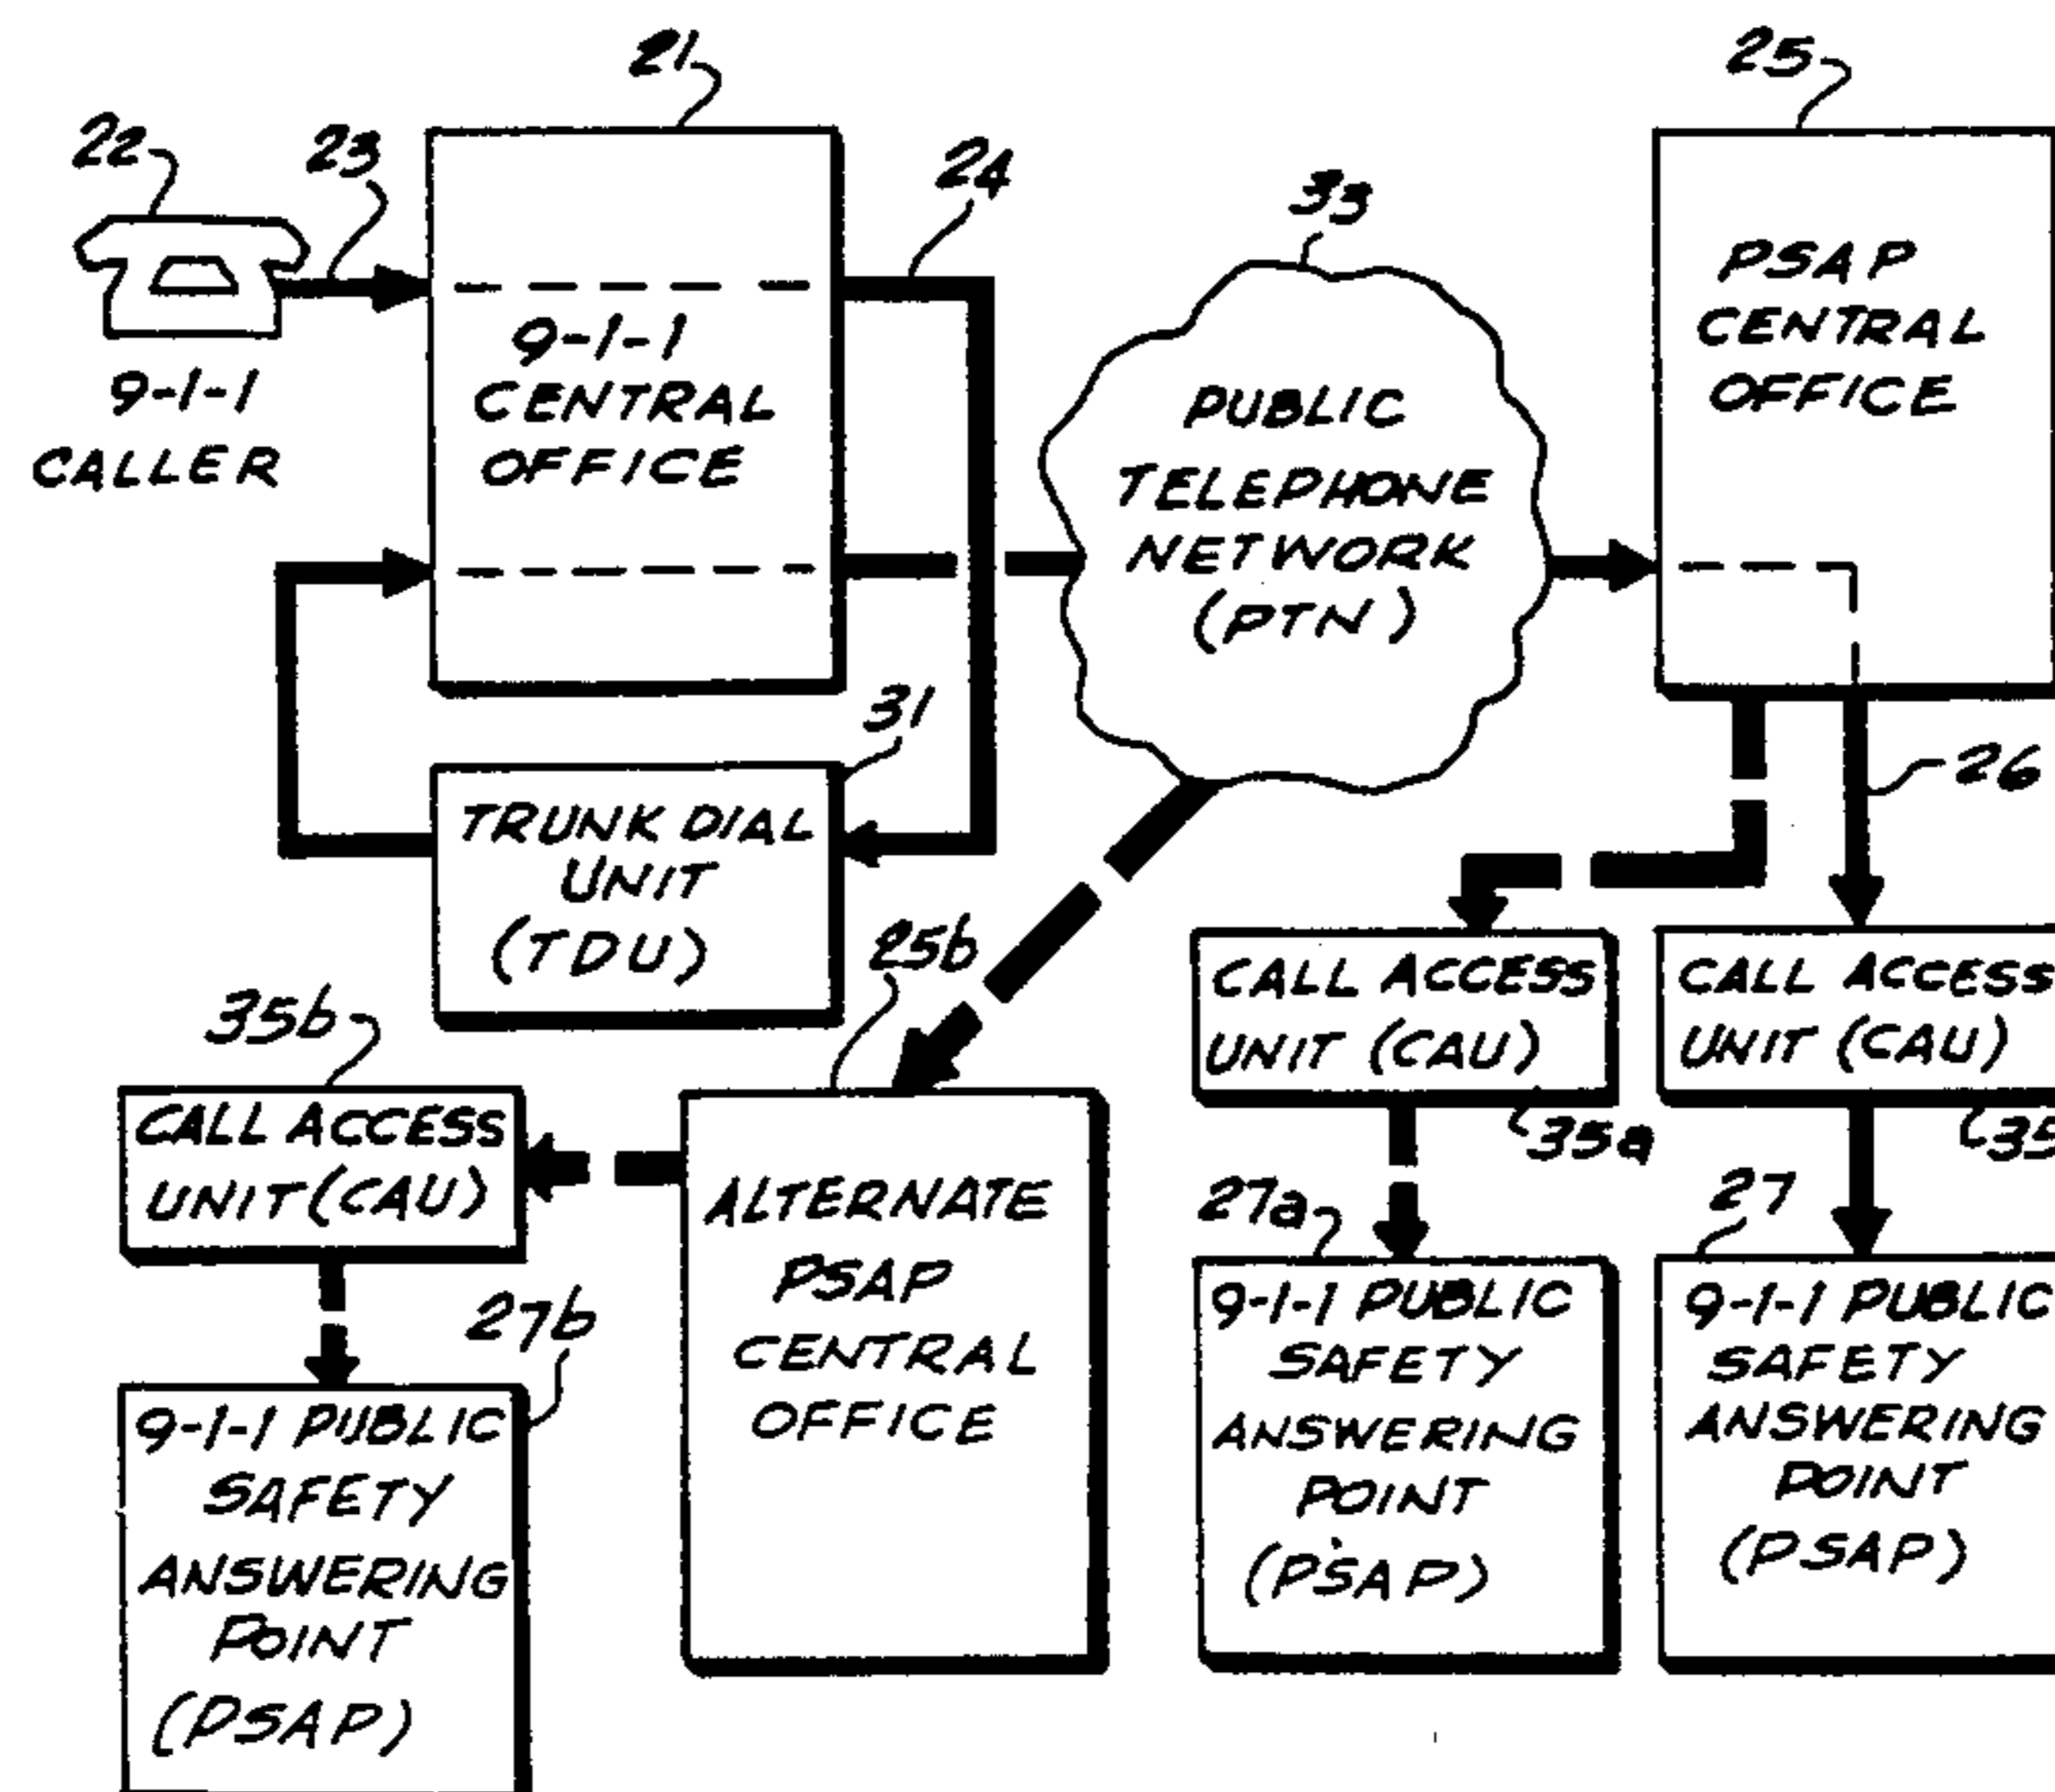 21
25
22
23
24
33
9-1-1
CALLER
9-1-1
CENTRAL
OFFICE
PUBLIC
TELEPHONE
NETWORK
(PTN)
PSAP
CENTRAL
OFFICE
31
26
TRUNK DIAL
UNIT
(TDU)
25b
35b
CALL ACCESS
UNIT (CAU)
35a
CALL ACCESS
UNIT (CAU)
35
CALL ACCESS
UNIT (CAU)
ALTERNATE
PSAP
CENTRAL
OFFICE
27a
27
27b
9-1-1 PUBLIC
SAFETY
ANSWERING
POINT
(PSAP)
9-1-1 PUBLIC
SAFETY
ANSWERING
POINT
(PSAP)
9-1-1 PUBLIC
SAFETY
ANSWERING
POINT
(PSAP)